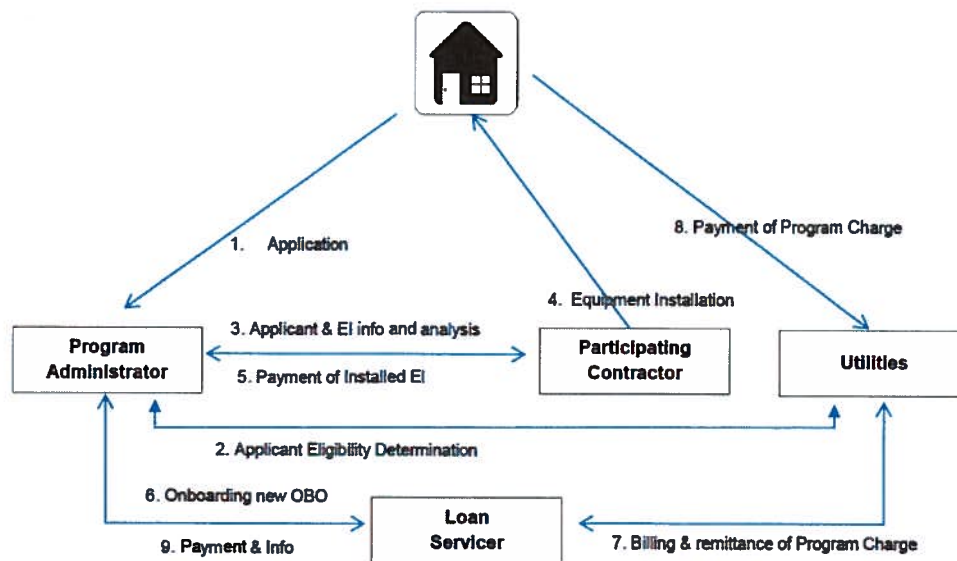 8. Payment of Program Charge
1. Application
4. Equipment Installation
3. Applicant & EI info and analysis
Program
Administrator
Participating
Contractor
Utilities
5. Payment of Installed EI
2. Applicant Eligibility Determination
6. Onboarding new OBO
Loan
Servicer
9. Payment & Info
7. Billing & remittance of Program Charge